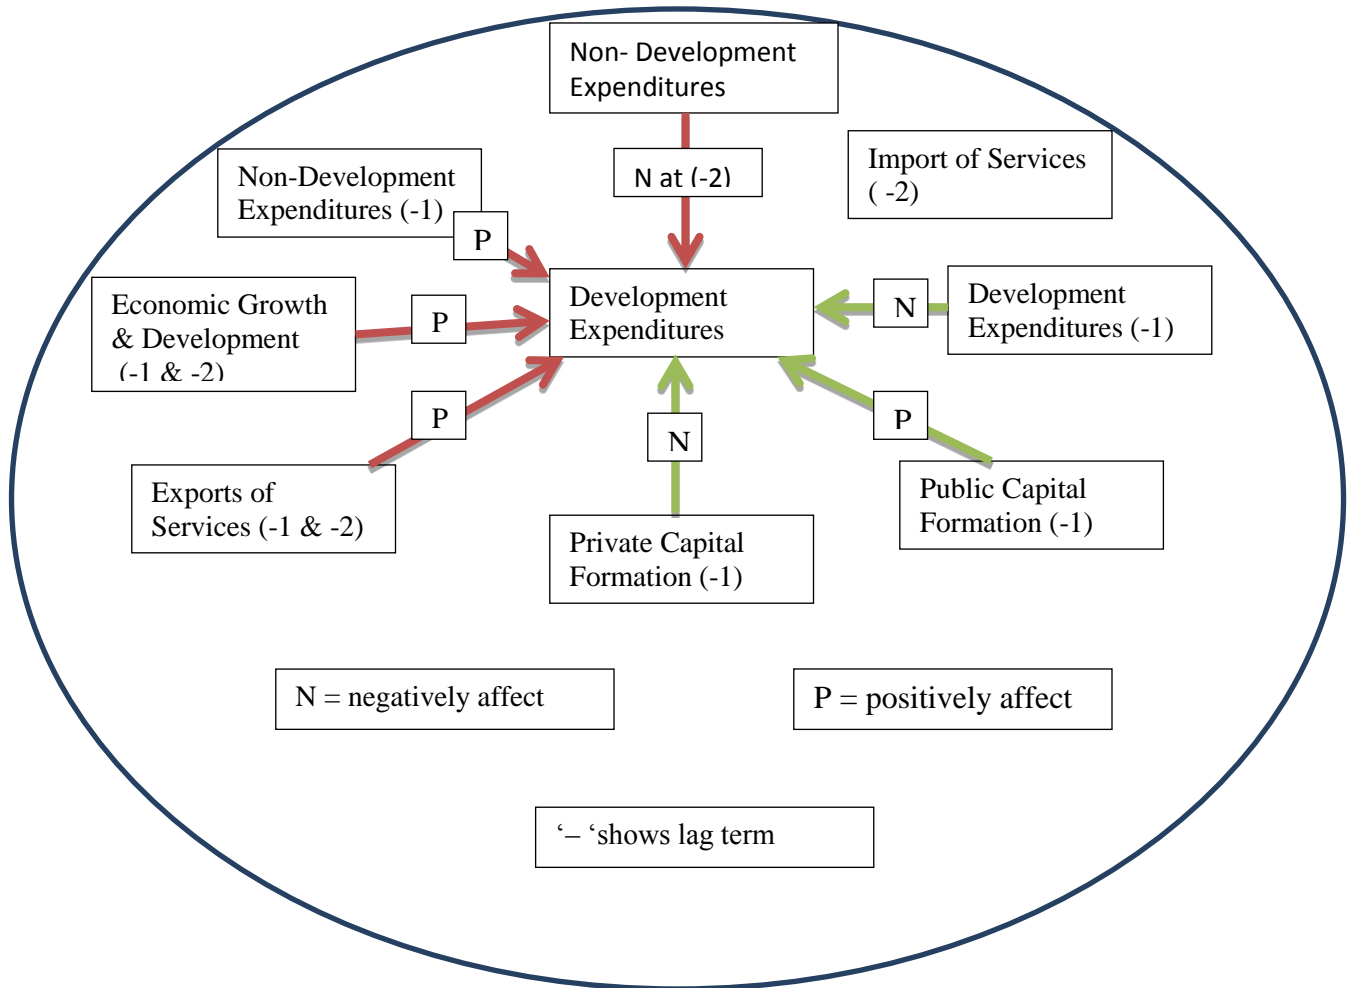 Non- Development
Expenditures
N at (-2)
Import of Services
( -2)
Non-Development
Expenditures (-1)
P
Economic Growth
& Development
(-1 & -2)
P
Development
Expenditures
N
Development
Expenditures (-1)
P
Exports of
Services (-1 & -2)
N
Private Capital
Formation (-1)
P
Public Capital
Formation (-1)
N = negatively affect
P = positively affect
‘– ‘shows lag term